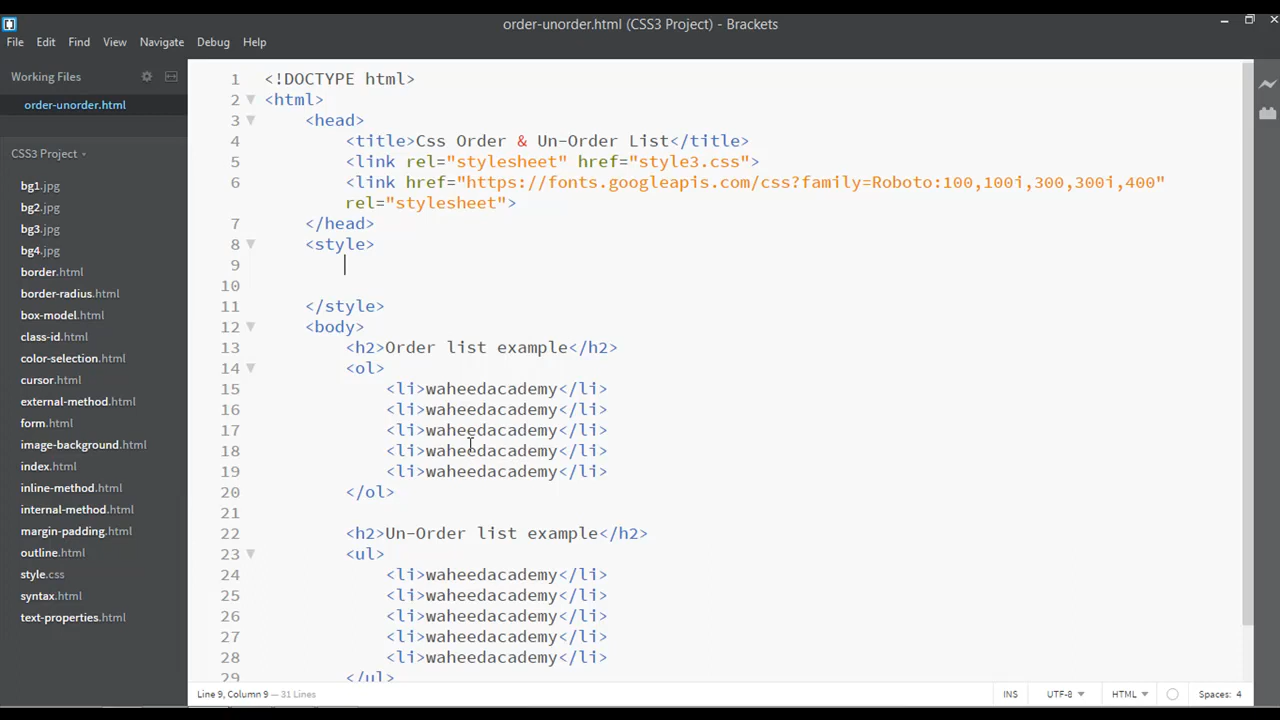 order-unorder.html (CSS3 Project) - Brackets
File Edit Find View Navigate Debug Help
Working Files
order-unorder.html
CSS3 Project
bg1.jpg
bg2.jpg
bg3.jpg
bg4.jpg
border.html
border-radius.html
box-model.html
class-id.html
color-selection.html
cursor.html
external-method.html
form.html
image-background.html
index.html
inline-method.html
internal-method.html
margin-padding.html
outline.html
style.css
syntax.html
text-properties.html
1 <!DOCTYPE html>
2 <html>
3 <head>
4 <title>Css Order & Un-Order List</title>
5 <link rel="stylesheet" href="style3.css">
6 <link href="https://fonts.googleapis.com/css?family=Roboto:100,100i,300,300i,400"
rel="stylesheet">
7 </head>
8 <style>
9
10
11 </style>
12 <body>
13 <h2>Order list example</h2>
14 <ol>
15 <li>waheedacademy</li>
16 <li>waheedacademy</li>
17 <li>waheedacademy</li>
18 <li>waheedacademy</li>
19 <li>waheedacademy</li>
20 </ol>
21
22 <h2>Un-Order list example</h2>
23 <ul>
24 <li>waheedacademy</li>
25 <li>waheedacademy</li>
26 <li>waheedacademy</li>
27 <li>waheedacademy</li>
28 <li>waheedacademy</li>
29 </ul>
Line 9, Column 9 — 31 Lines INS UTF-8 HTML Spaces: 4